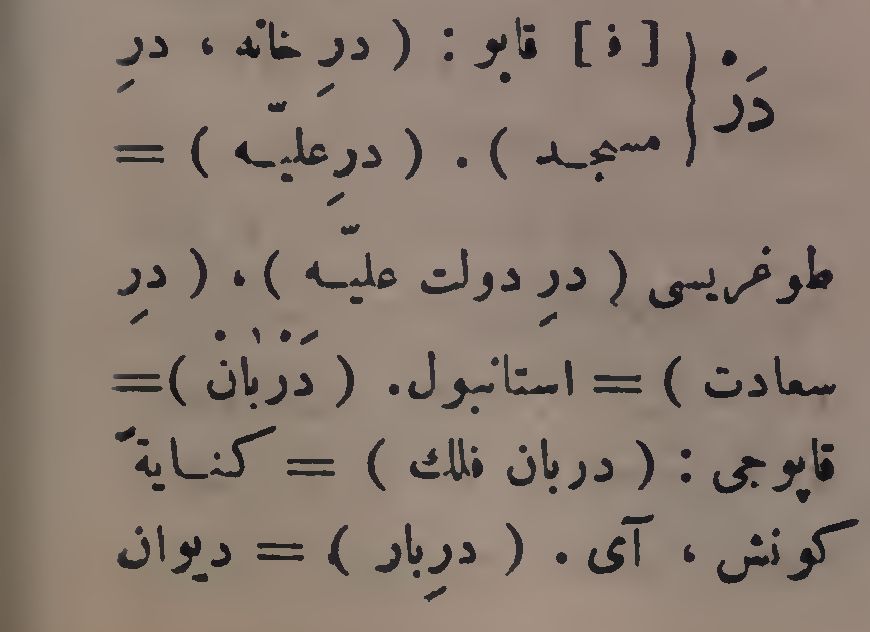 دَرْ } [ ف ] قاپو : ( درِ خانه ، درِ
مسجد ) . ( درِعليّه ) =
طوغريسى ( درِ دولت عليّه ) ، ( درِ
سعادت ) = استانبول . ( دَرْبانْ ) =
قاپوجى : ( دربان فلك ) = كنايةً
كونش ، آى . ( درِبار ) = ديوان